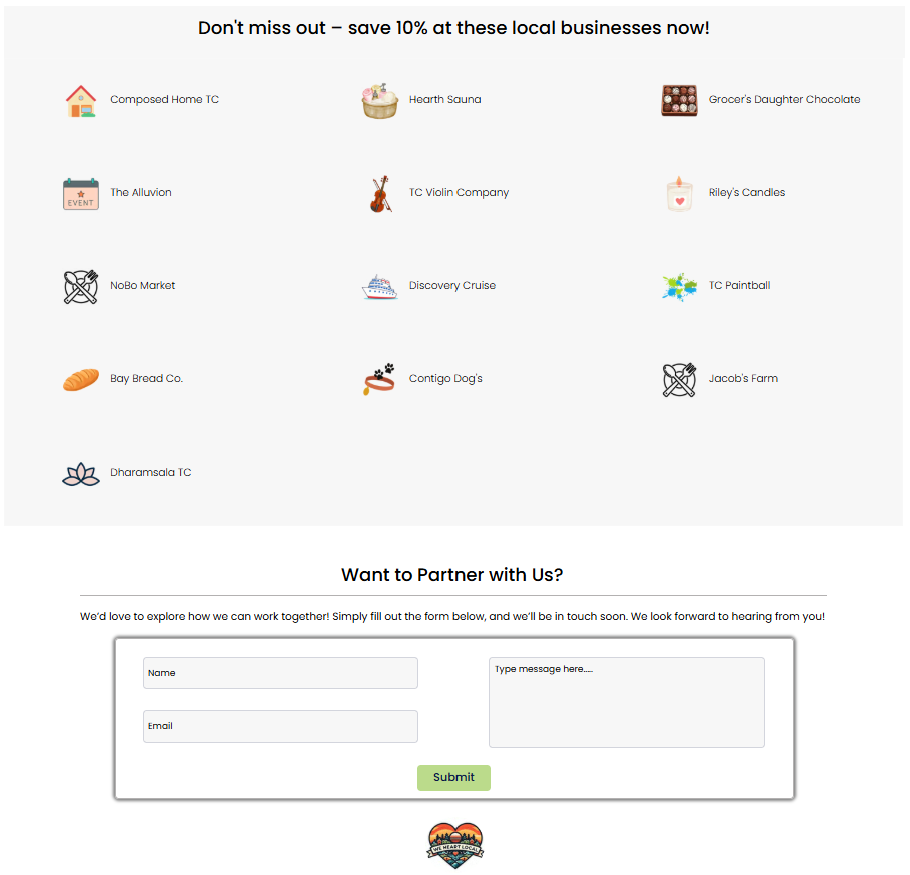 Don't miss out – save 10% at these local businesses now!
Composed Home TC
Hearth Sauna
Grocer's Daughter Chocolate
EVENT
The Alluvion
TC Violin Company
Riley's Candles
NoBo Market
Discovery Cruise
TC Paintball
Bay Bread Co.
Contigo Dog's
Jacob's Farm
Dharamsala TC
Want to Partner with Us?
We'd love to explore how we can work together! Simply fill out the form below, and we'll be in touch soon. We look forward to hearing from you!
Name
Type message here.....
Email
Submit
WE HEART LOCAL